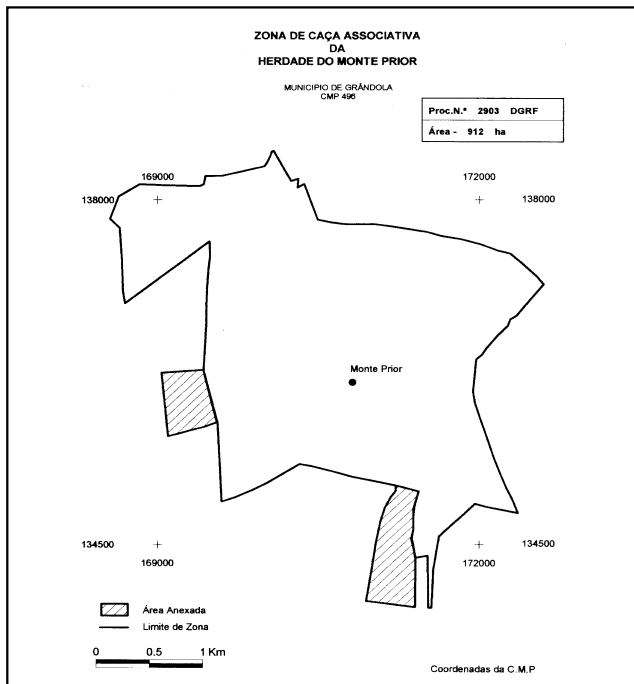 ZONA DE CAÇA ASSOCIATIVA
DA
HERDADE DO MONTE PRIOR
MUNICIPIO DE GRÂNDOLA
CMP 496
Proc.N.º 2903 DGRF
Área - 912 ha
169000 172000
138000 138000
Monte Prior
134500 134500
169000 172000
Área Anexada
Limite de Zona
0 0.5 1 Km
Coordenadas da C.M.P